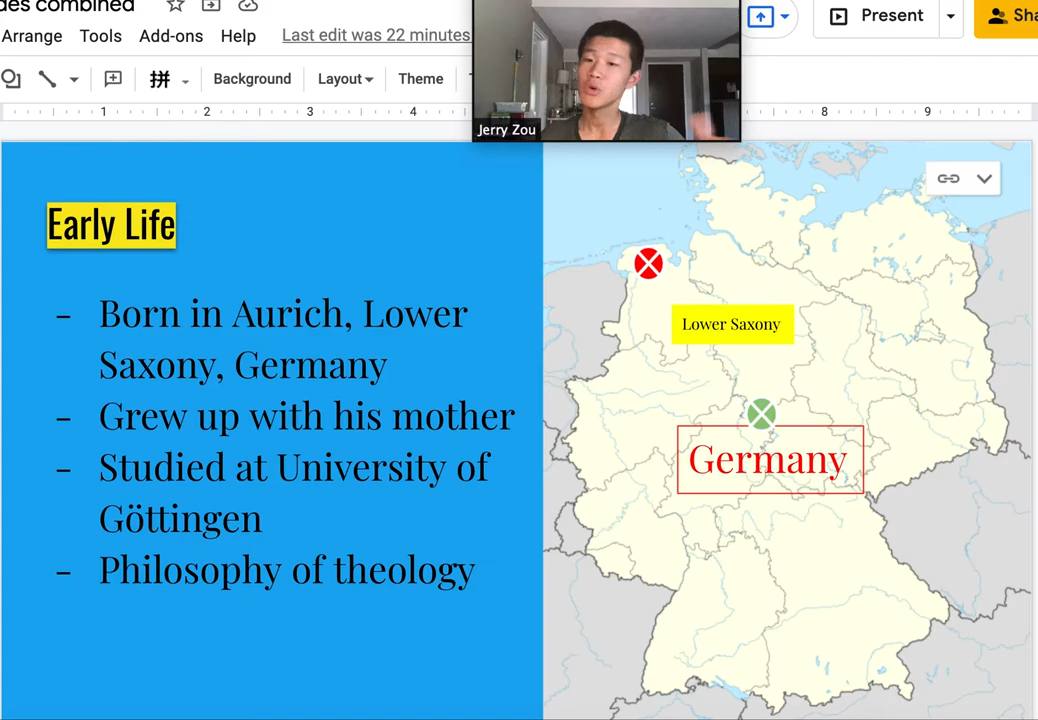 des combined
Arrange Tools Add-ons Help Last edit was 22 minutes
Present
Sha
拼 Background Layout Theme
1 2 3 4 8 9
Jerry Zou
Early Life
- Born in Aurich, Lower
Saxony, Germany
- Grew up with his mother
- Studied at University of
Göttingen
- Philosophy of theology
Lower Saxony
Germany